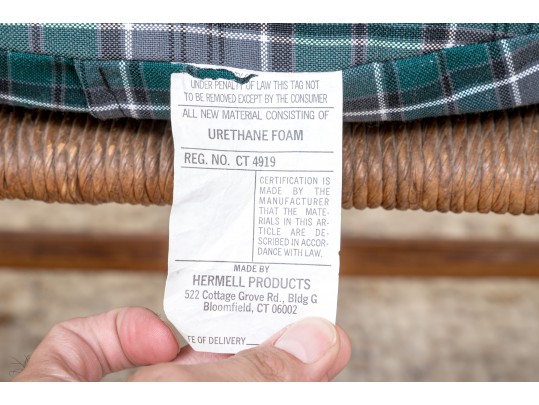 UNDER PENALTY OF LAW THIS TAG NOT
TO BE REMOVED EXCEPT BY THE CONSUMER
ALL NEW MATERIAL CONSISTING OF
URETHANE FOAM
REG. NO. CT 4919
CERTIFICATION IS
MADE BY THE
MANUFACTURER
THAT THE MATE-
RIALS IN THIS AR-
TICLE ARE DE-
SCRIBED IN ACCOR-
DANCE WITH LAW.
MADE BY
HERMELL PRODUCTS
522 Cottage Grove Rd., Bldg G
Bloomfield, CT 06002
TE OF DELIVERY